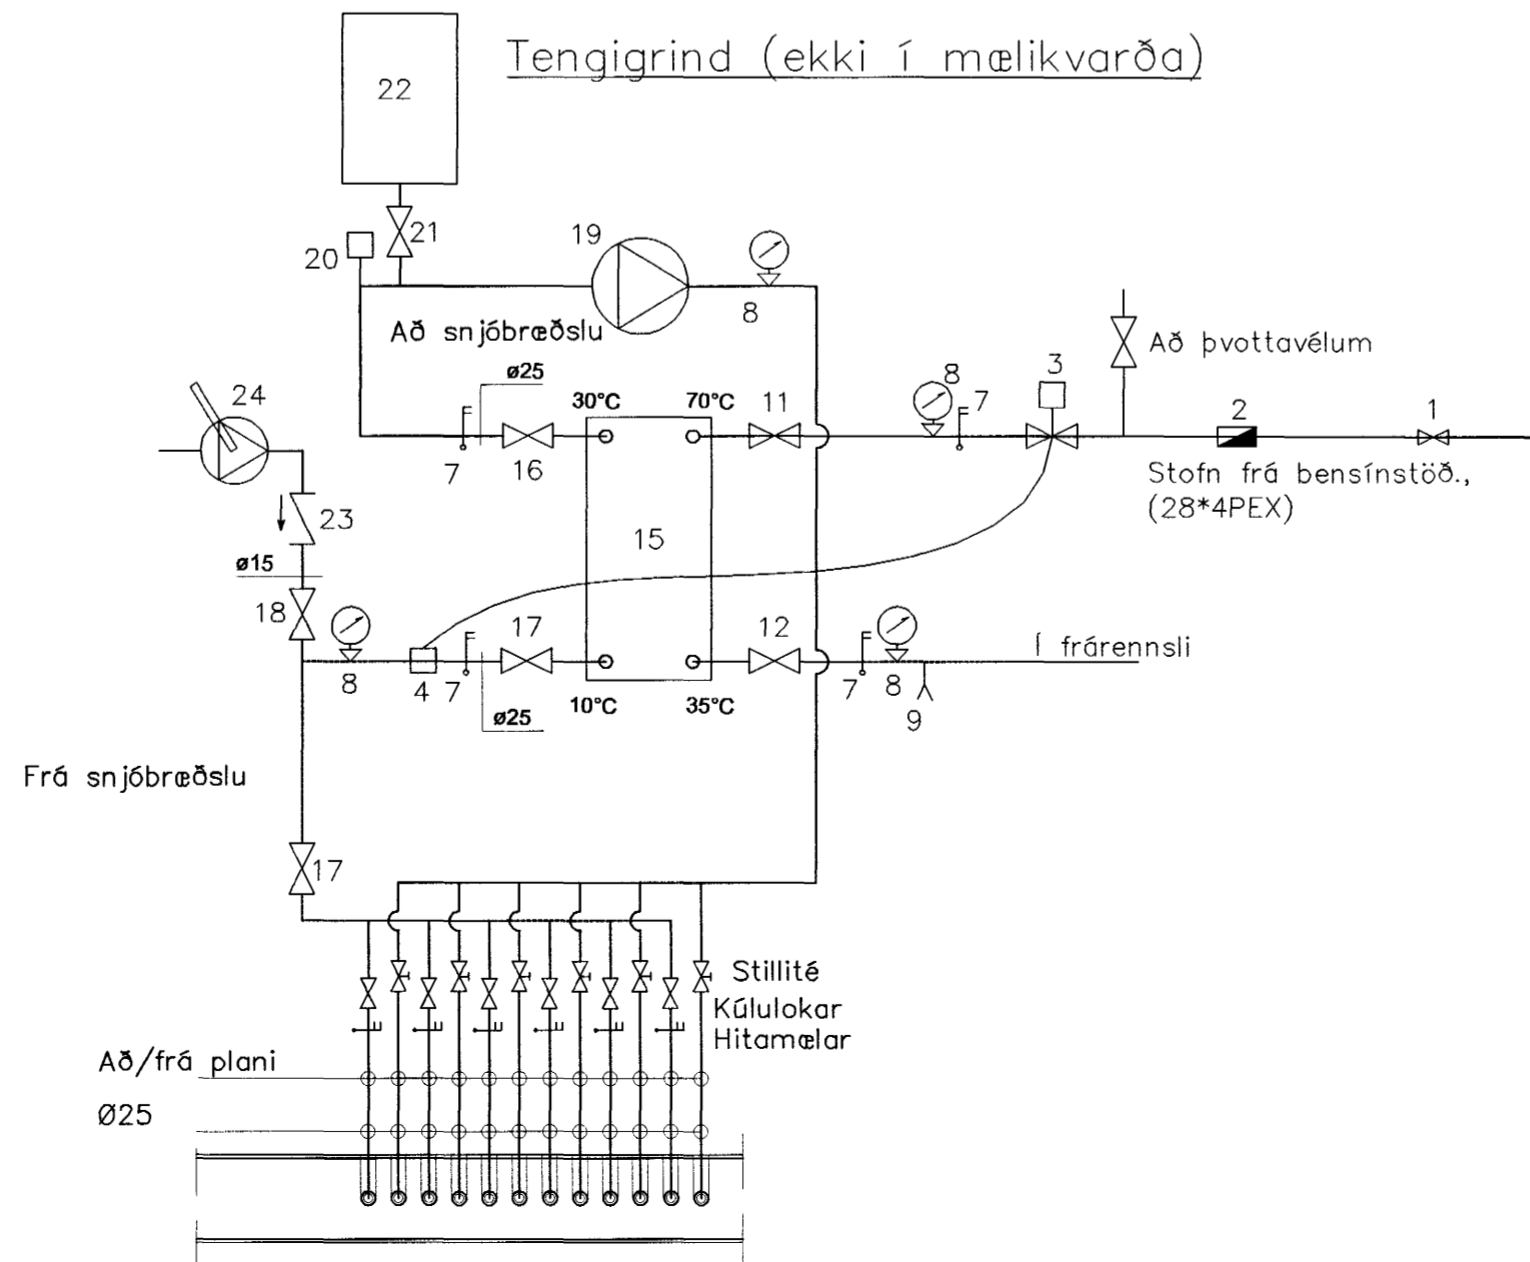 Tengigrind (ekki í mælikvarða)
22
21
20
19
8
Að snjóbræðslu
ø25
24
30°C
70°C
11
8
7
3
Að þvottavélum
2
1
7
16
Stofn frá bensínstöð.,
(28*4PEX)
23
15
ø15
18
17
12
Í frárennsli
8
4
7
ø25
10°C
35°C
7
8
9
Frá snjóbræðslu
17
Stillité
Kúlulokar
Hitamælar
Að/frá plani
Ø25